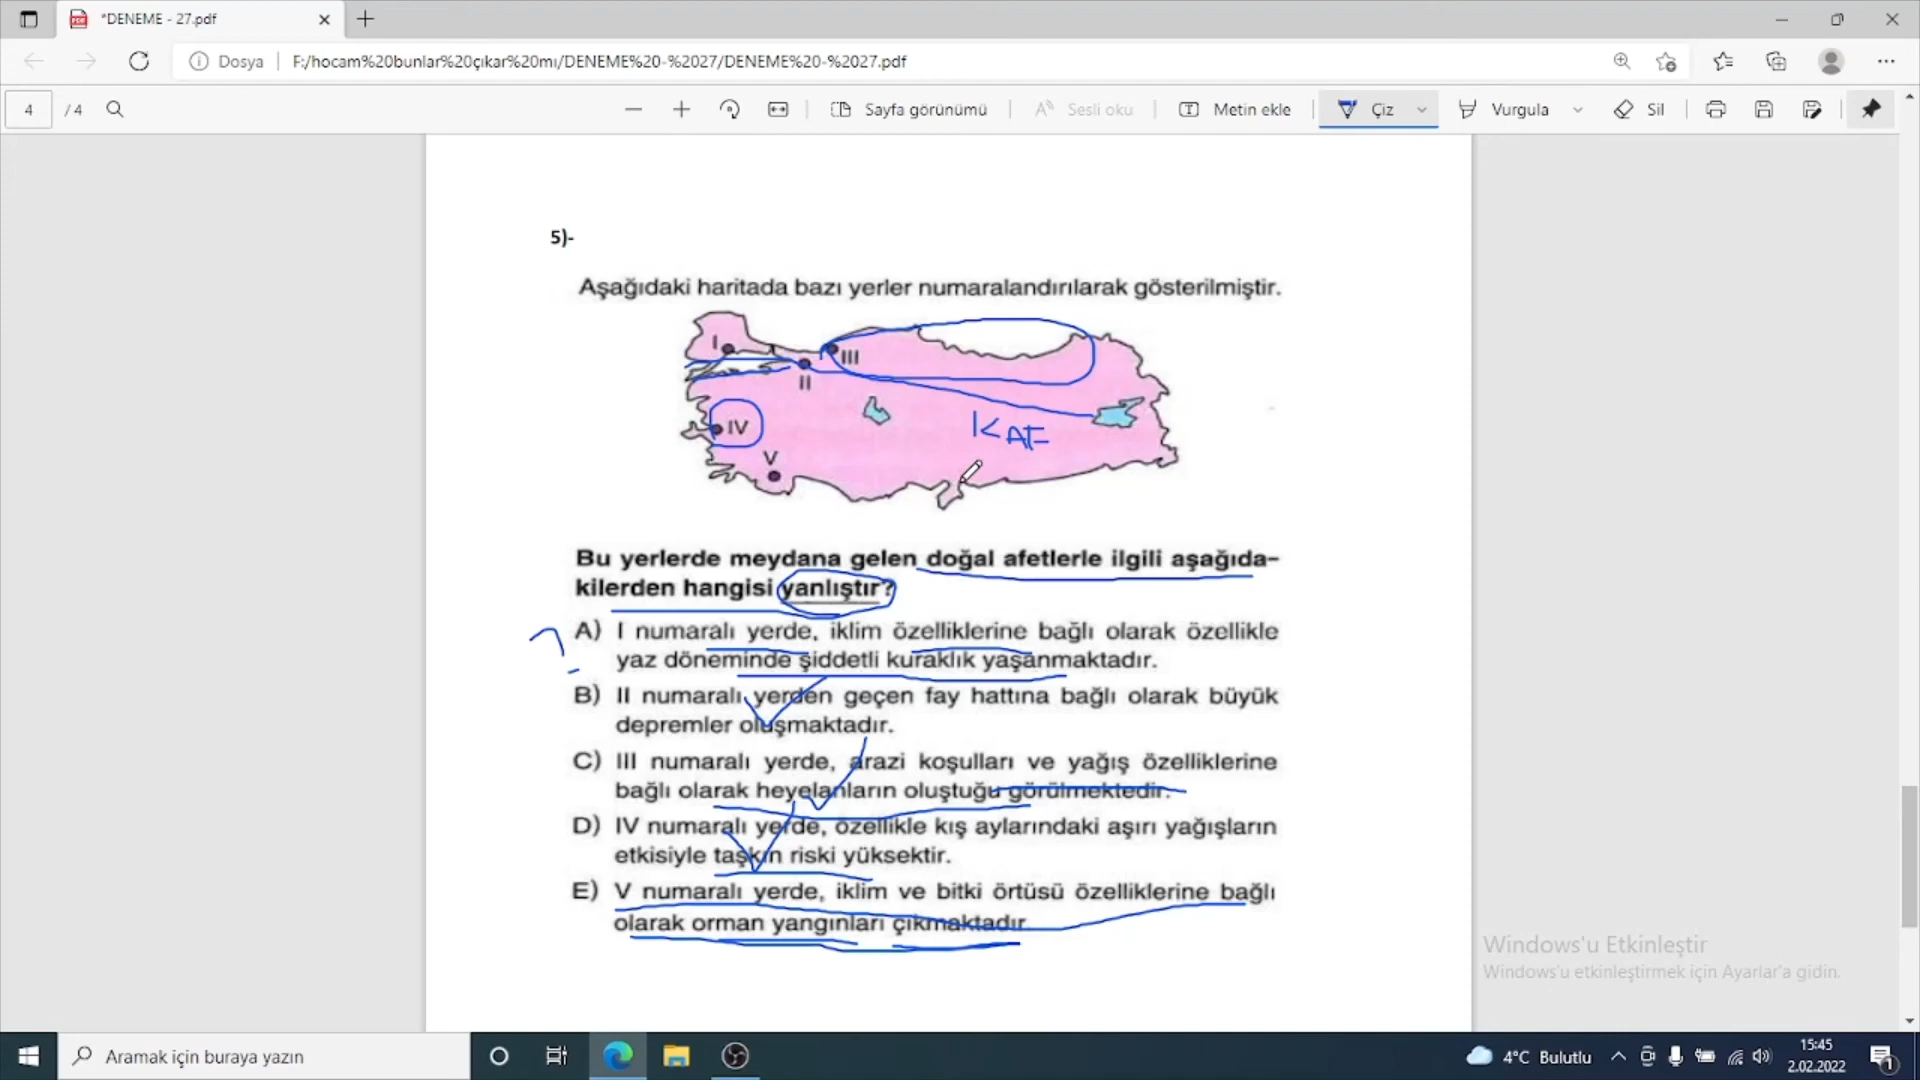 *DENEME - 27.pdf
Dosya
F:/hocam%20bunlar%20çıkar%20mı/DENEME%20-%2027/DENEME%20-%2027.pdf
4 / 4
Sayfa görünümü
Sesli oku
Metin ekle
Çiz
Vurgula
Sil
5)-
Aşağıdaki haritada bazı yerler numaralandırılarak gösterilmiştir.
I
III
II
IV
KAF
V
Bu yerlerde meydana gelen doğal afetlerle ilgili aşağıda-
kilerden hangisi yanlıştır?
?
A) I numaralı yerde, iklim özelliklerine bağlı olarak özellikle
yaz döneminde şiddetli kuraklık yaşanmaktadır.
B) II numaralı yerden geçen fay hattına bağlı olarak büyük
depremler oluşmaktadır.
C) III numaralı yerde, arazi koşulları ve yağış özelliklerine
bağlı olarak heyelanların oluştuğu görülmektedir.
D) IV numaralı yerde, özellikle kış aylarındaki aşırı yağışların
etkisiyle taşkın riski yüksektir.
E) V numaralı yerde, iklim ve bitki örtüsü özelliklerine bağlı
olarak orman yangınları çıkmaktadır.
Windows'u Etkinleştir
Windows'u etkinleştirmek için Ayarlar'a gidin.
Aramak için buraya yazın
4°C Bulutlu
15:45
2.02.2022
1